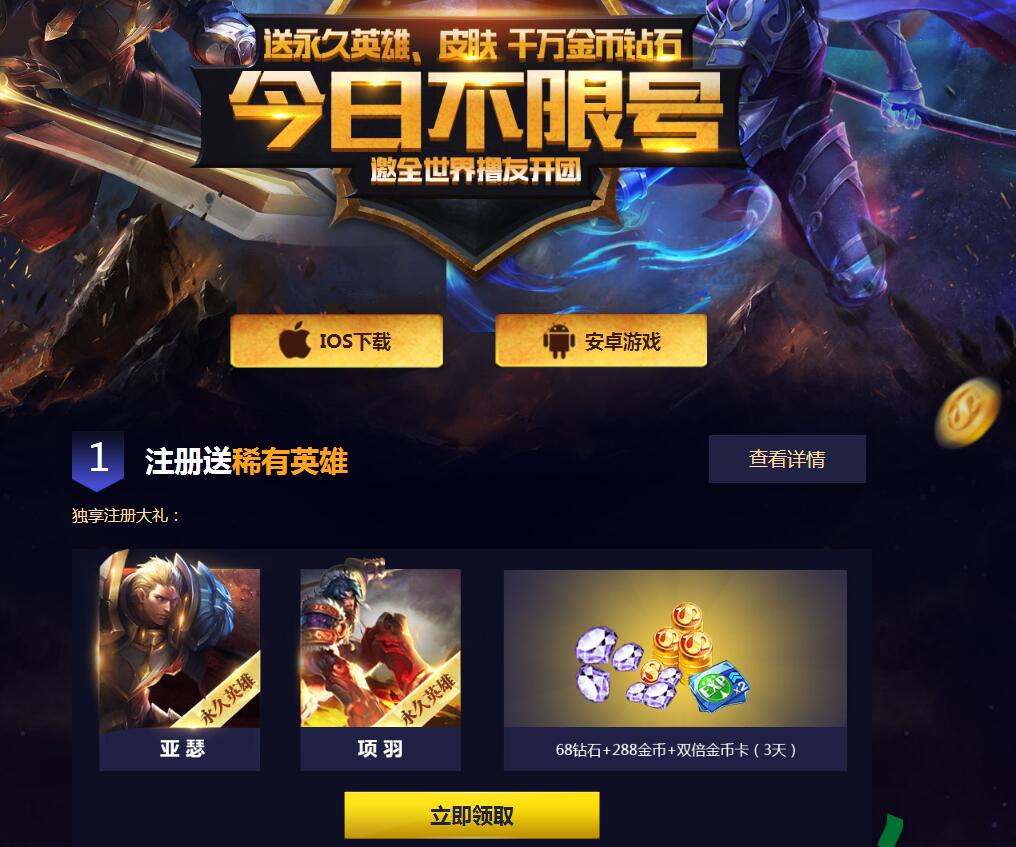 送永久英雄、皮肤 千万金币钻石
今日不限号
邀全世界撸友开团
IOS下载
安卓游戏
1
注册送稀有英雄
查看详情
独享注册大礼：
永久英雄
永久英雄
EXP
X2
亚瑟
项羽
68钻石+288金币+双倍金币卡（3天）
立即领取